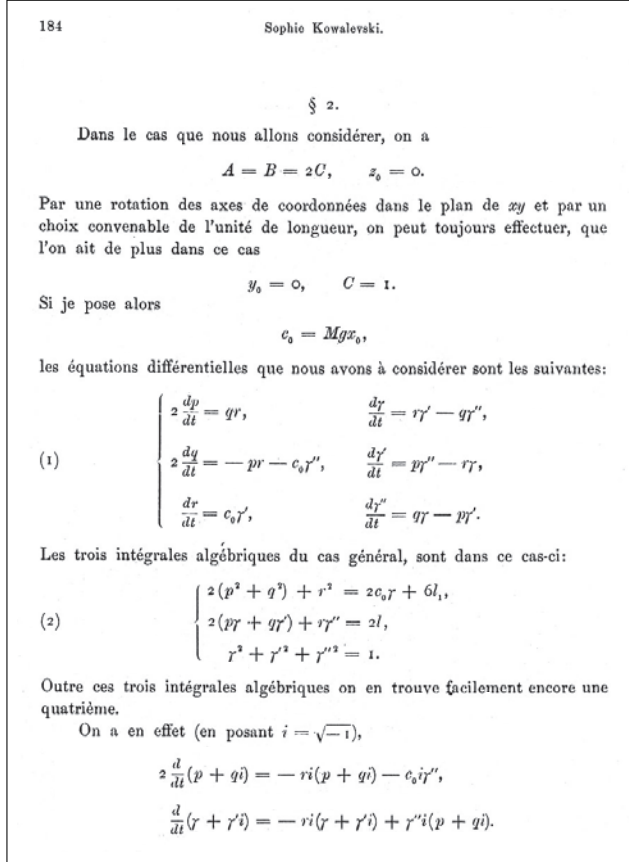 184 Sophie Kowalevski.
§ 2.
Dans le cas que nous allons considérer, on a
A = B = 2C, z₀ = 0.
Par une rotation des axes de coordonnées dans le plan de xy et par un
choix convenable de l'unité de longueur, on peut toujours effectuer, que
l'on ait de plus dans ce cas
y₀ = 0, C = 1.
Si je pose alors
c₀ = Mgx₀,
les équations différentielles que nous avons à considérer sont les suivantes:
2 dp/dt = qr, dγ/dt = rγ' — qγ'',
(1) 2 dq/dt = — pr — c₀γ'', dγ'/dt = pγ'' — rγ,
dr/dt = c₀γ', dγ''/dt = qγ — pγ'.
Les trois intégrales algébriques du cas général, sont dans ce cas-ci:
2(p² + q²) + r² = 2c₀γ + 6l₁,
(2) 2(pγ + qγ') + rγ'' = 2l,
γ² + γ'² + γ''² = 1.
Outre ces trois intégrales algébriques on en trouve facilement encore une
quatrième.
On a en effet (en posant i = √—1),
2 d/dt (p + qi) = — ri(p + qi) — c₀iγ'',
d/dt (γ + γ'i) = — ri(γ + γ'i) + γ''i(p + qi).